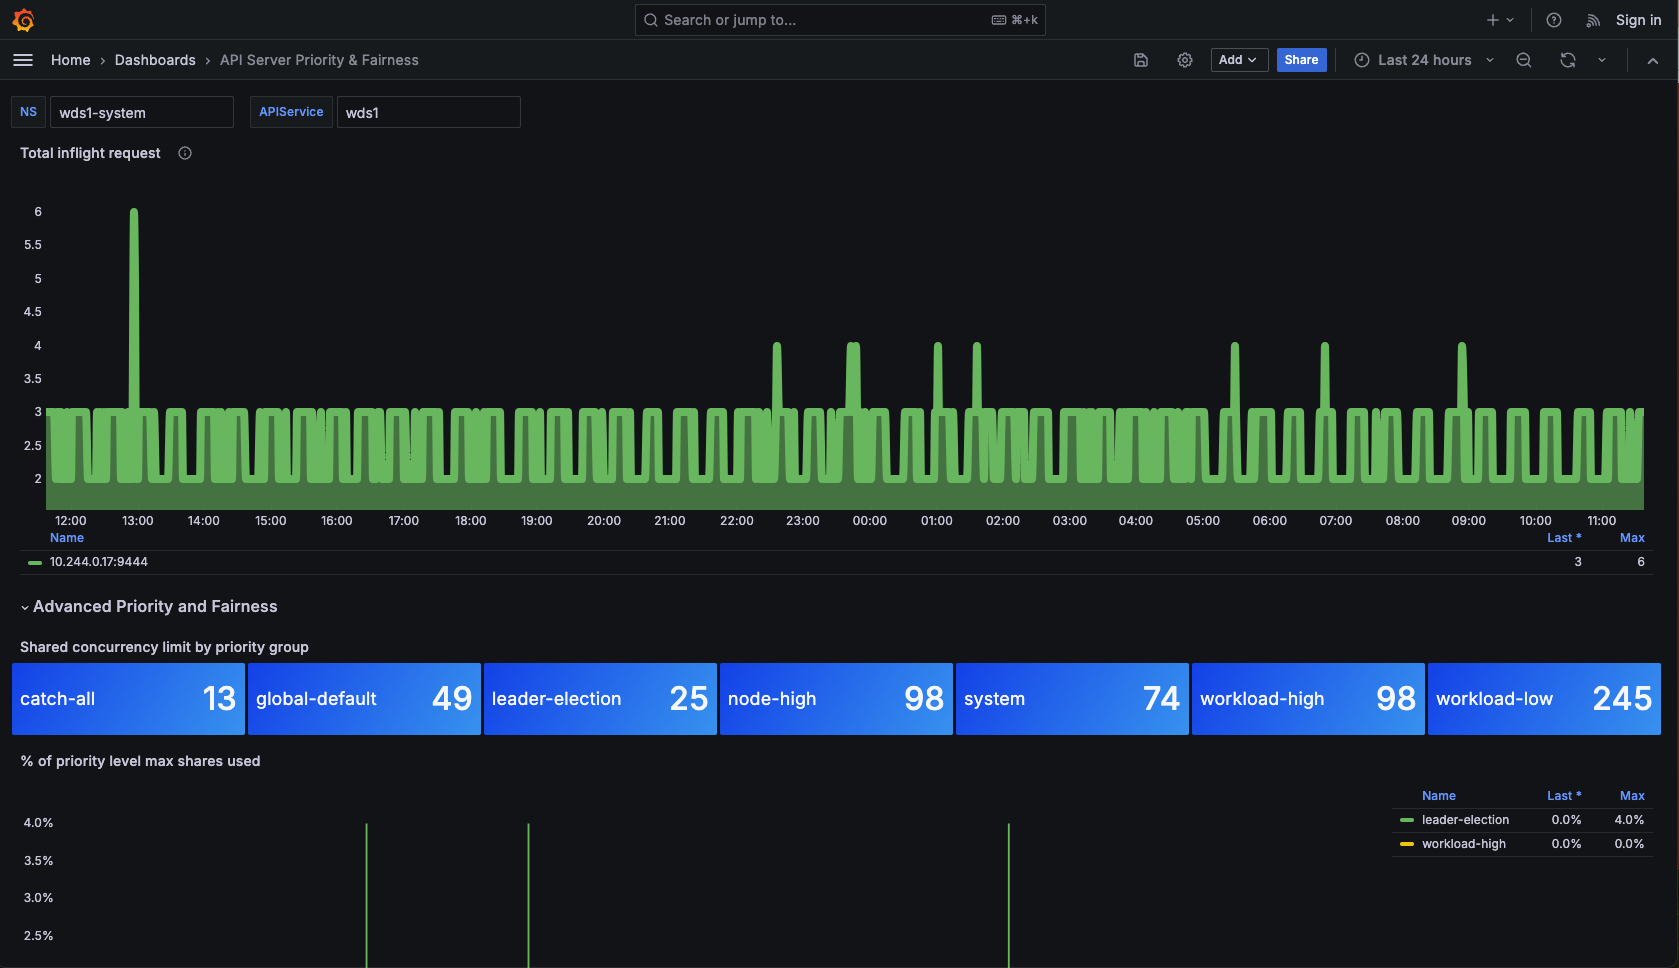 Search or jump to...
⌘+k
Sign in
Home › Dashboards › API Server Priority & Fairness
Add
Share
Last 24 hours
NS
wds1-system
APIService
wds1
Total inflight request
6
5.5
5
4.5
4
3.5
3
2.5
2
12:00 13:00 14:00 15:00 16:00 17:00 18:00 19:00 20:00 21:00 22:00 23:00 00:00 01:00 02:00 03:00 04:00 05:00 06:00 07:00 08:00 09:00 10:00 11:00
Name Last * Max
10.244.0.17:9444 3 6
Advanced Priority and Fairness
Shared concurrency limit by priority group
catch-all 13
global-default 49
leader-election 25
node-high 98
system 74
workload-high 98
workload-low 245
% of priority level max shares used
4.0%
3.5%
3.0%
2.5%
Name Last * Max
leader-election 0.0% 4.0%
workload-high 0.0% 0.0%